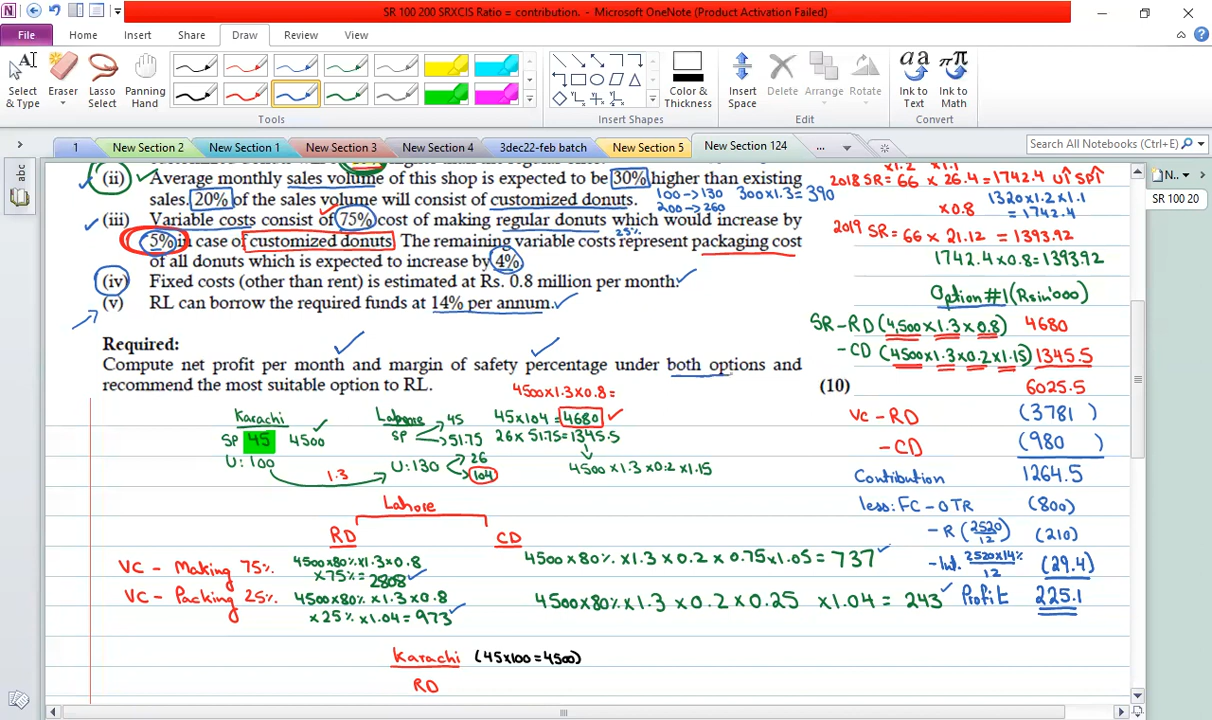 SR 100 200 SRXCIS Ratio = contribution. - Microsoft OneNote (Product Activation Failed)
File Home Insert Share Draw Review View
Select & Type
Eraser
Lasso Select
Panning Hand
Color & Thickness
Insert Space
Delete
Arrange
Rotate
Ink to Text
Ink to Math
Tools
Insert Shapes
Edit
Convert
1 New Section 2 New Section 1 New Section 3 New Section 4 3dec22-feb batch New Section 5 New Section 124 ...
Search All Notebooks (Ctrl+E)
N..
SR 100 20
abc
(ii) Average monthly sales volume of this shop is expected to be 30% higher than existing
sales. 20% of the sales volume will consist of customized donuts.
100→130
200→260
300×1.3=390
(iii) Variable costs consist of 75% cost of making regular donuts which would increase by
5% in case of customized donuts. The remaining variable costs represent packaging cost
25%
of all donuts which is expected to increase by 4%
(iv) Fixed costs (other than rent) is estimated at Rs. 0.8 million per month.
(v) RL can borrow the required funds at 14% per annum.
Required:
Compute net profit per month and margin of safety percentage under both options and
recommend the most suitable option to RL.
(10)
×1.2 ×1.1
2018 SR = 66 × 26.4 = 1742.4 U↑ SP↑
×0.8
1320×1.2×1.1
= 1742.4
2019 SR = 66 × 21.12 = 1393.92
1742.4×0.8=1393.92
Option#1(Rsin'000)
SR-RD (4,500×1.3×0.8) 4680
-CD (4500×1.3×0.2×1.15) 1345.5
6025.5
VC - RD (3781)
-CD (980)
Contribution 1264.5
less: FC-OTR (800)
-R (2520/12) (210)
-Int. 2520×14%/12 (29.4)
Profit 225.1
4500×1.3×0.8=
Karachi
SP 45 4500
U: 100
1.3
Lahore
SP 45
51.75
U:130 26
104
45×104 = 4680
26×51.75=1345.5
4500×1.3×0.2×1.15
Lahore
RD CD
VC - Making 75%
4500×80%×1.3×0.8
×75% = 2808
4500×80%×1.3×0.2×0.75×1.05=737
VC - Packing 25%
4500×80%×1.3×0.8
×25%×1.04=973
4500×80%×1.3×0.2×0.25 ×1.04 = 243
Karachi (45×100=4500)
RD